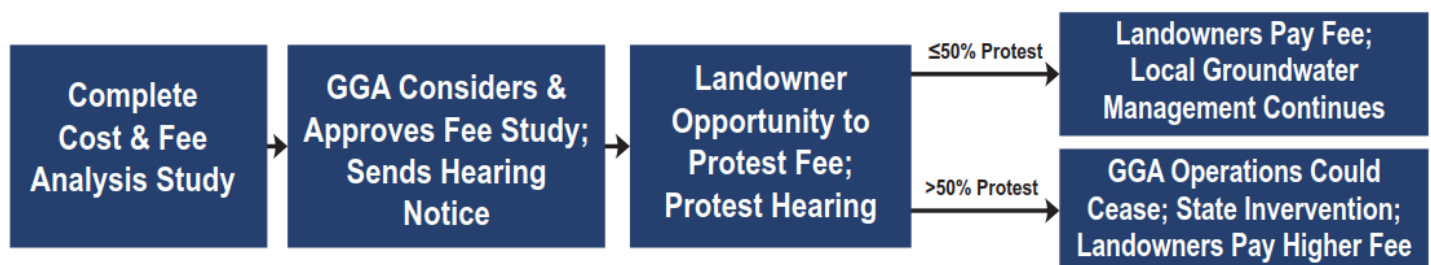 Complete
Cost & Fee
Analysis Study
GGA Considers &
Approves Fee Study;
Sends Hearing
Notice
Landowner
Opportunity to
Protest Fee;
Protest Hearing
≤50% Protest
Landowners Pay Fee;
Local Groundwater
Management Continues
>50% Protest
GGA Operations Could
Cease; State Invervention;
Landowners Pay Higher Fee